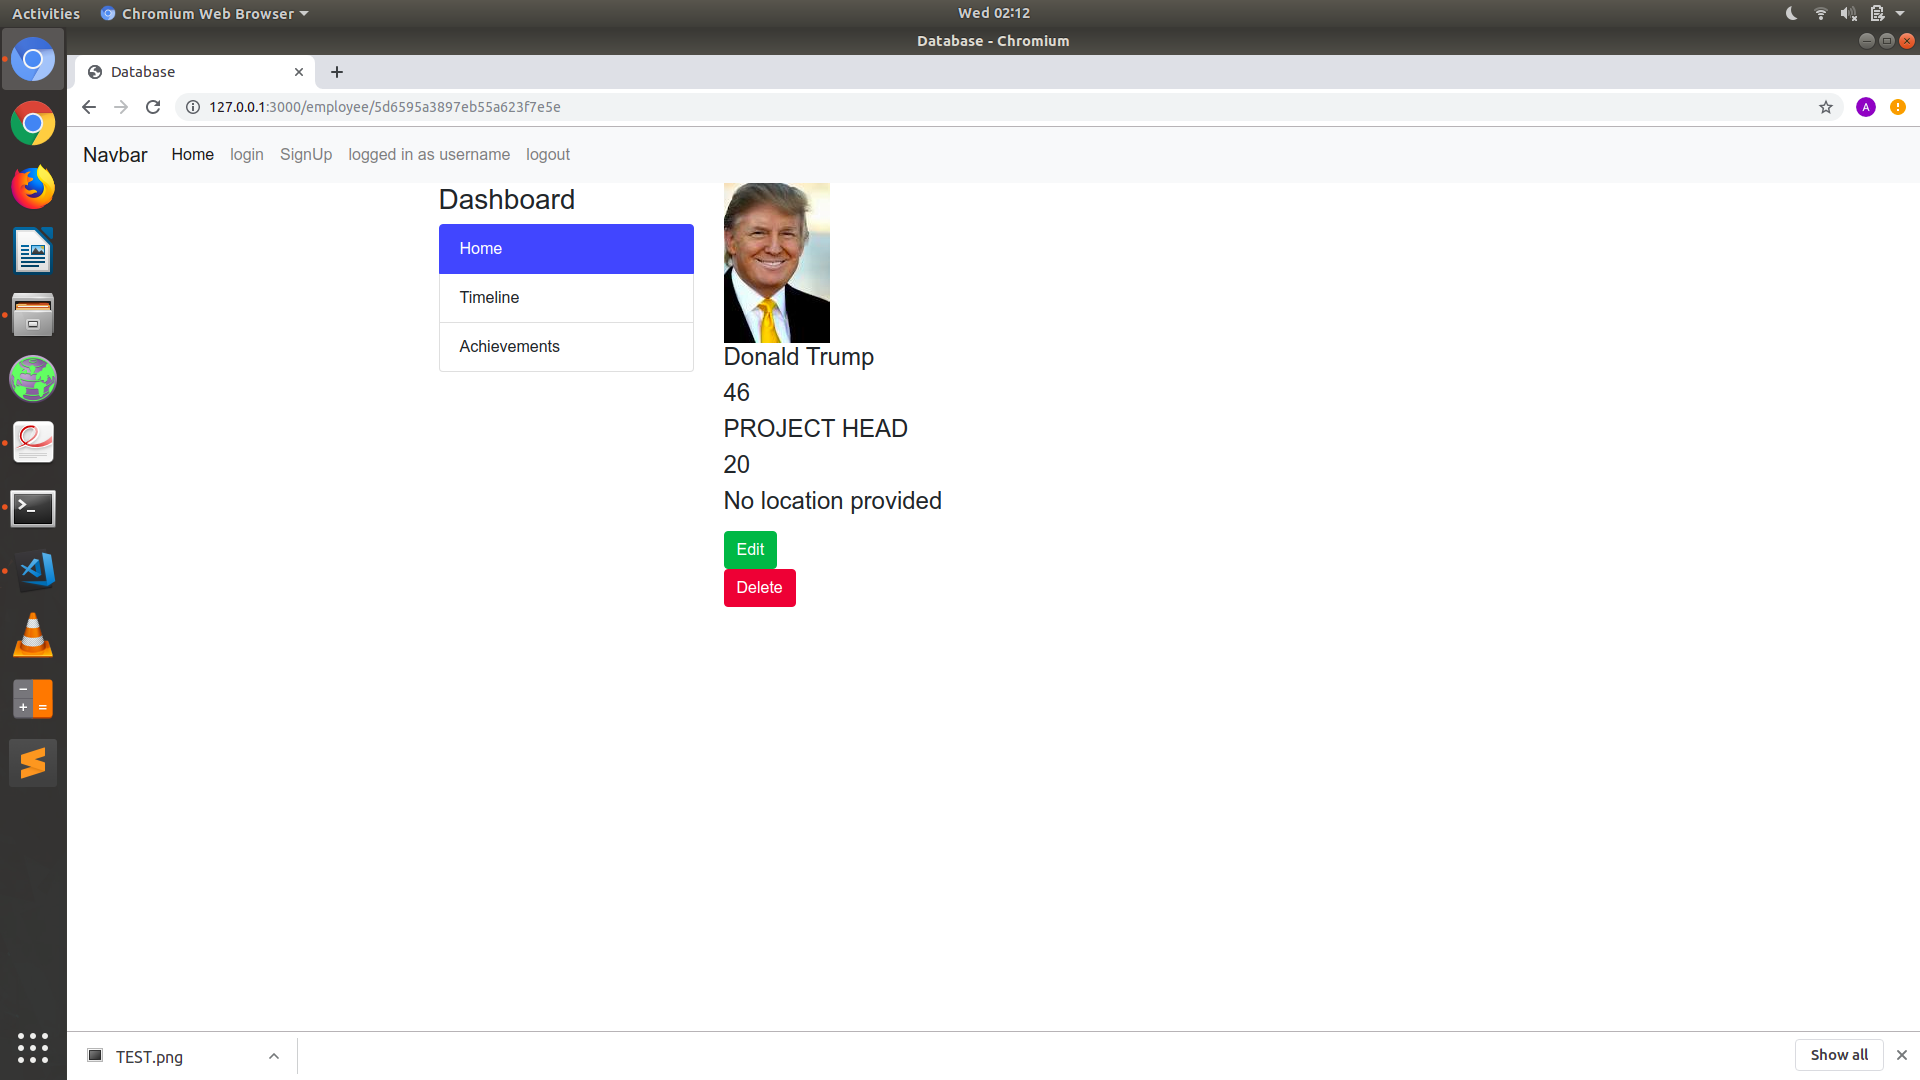 Activities
Chromium Web Browser
Wed 02:12
Database - Chromium
Database
127.0.0.1:3000/employee/5d6595a3897eb55a623f7e5e
A
Navbar
Home
login
SignUp
logged in as username
logout
Dashboard
Home
Timeline
Achievements
Donald Trump
46
PROJECT HEAD
20
No location provided
Edit
Delete
TEST.png
Show all